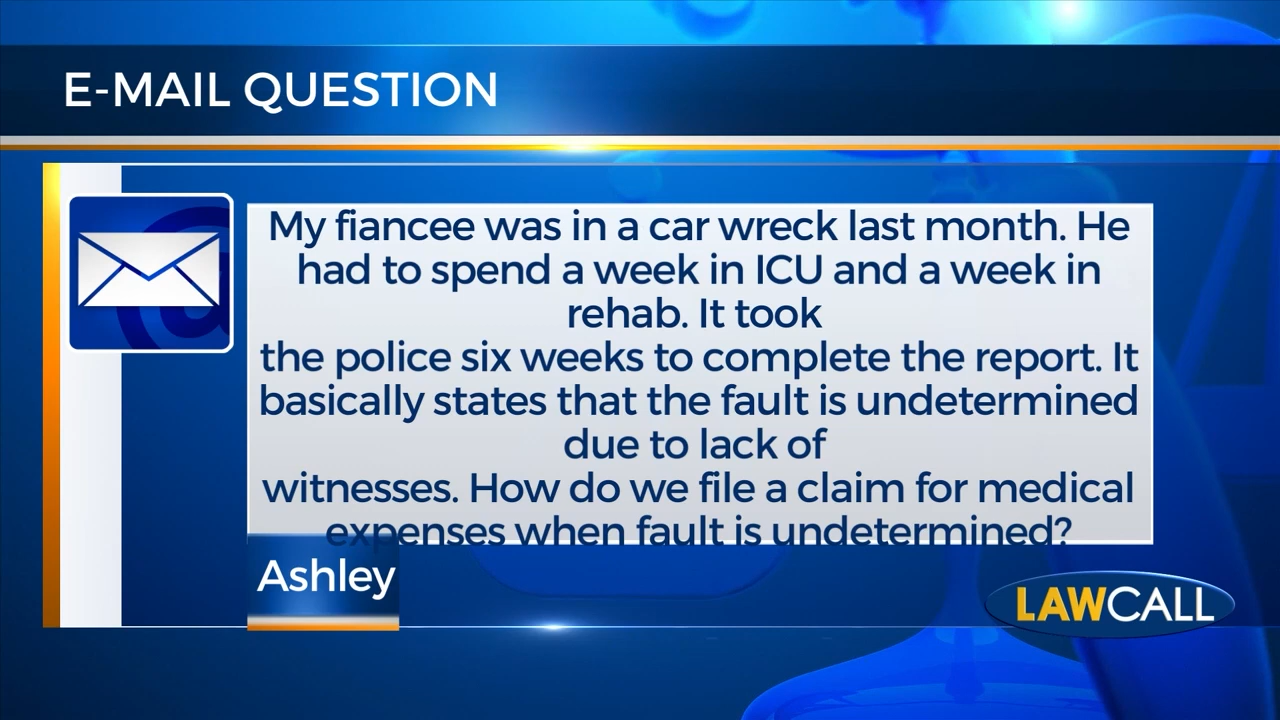 E-MAIL QUESTION
My fiancee was in a car wreck last month. He
had to spend a week in ICU and a week in
rehab. It took
the police six weeks to complete the report. It
basically states that the fault is undetermined
due to lack of
witnesses. How do we file a claim for medical
expenses when fault is undetermined?
Ashley
LAWCALL